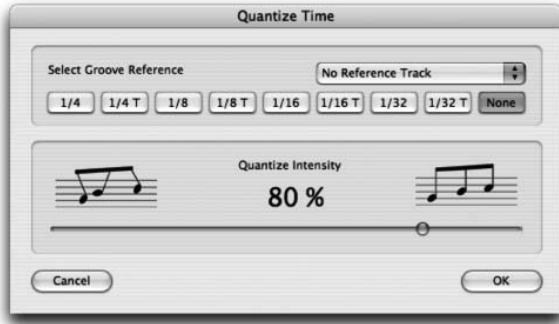 Quantize Time
Select Groove Reference No Reference Track
1/4 1/4 T 1/8 1/8 T 1/16 1/16 T 1/32 1/32 T None
Quantize Intensity
80 %
Cancel OK